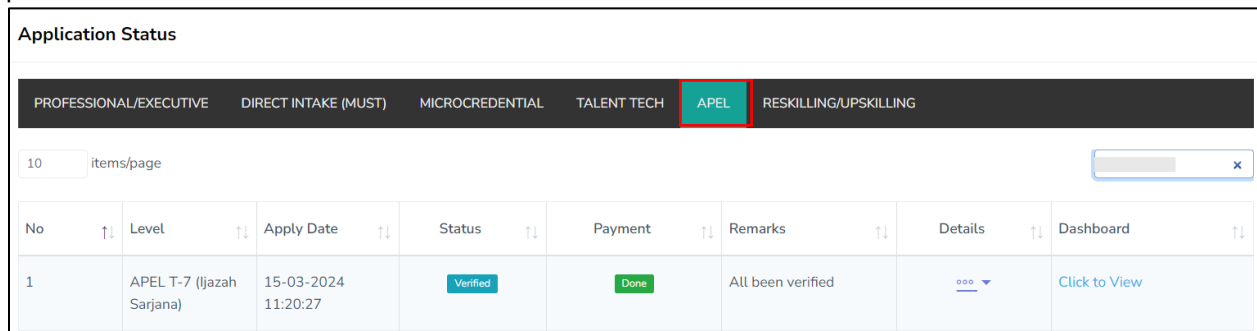 Application Status
PROFESSIONAL/EXECUTIVE DIRECT INTAKE (MUST) MICROCREDENTIAL TALENT TECH APEL RESKILLING/UPSKILLING
10 items/page ×
No Level Apply Date Status Payment Remarks Details Dashboard
1 APEL T-7 (Ijazah 15-03-2024 Verified Done All been verified Click to View
Sarjana) 11:20:27